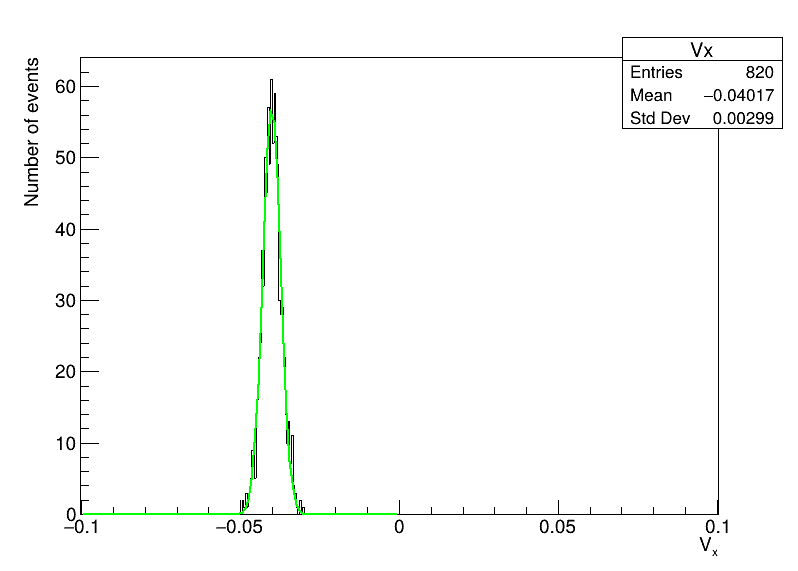 Vx
Entries 820
Mean −0.04017
Std Dev 0.00299
Number of events
60
50
40
30
20
10
0
−0.1 −0.05 0 0.05 0.1
Vx